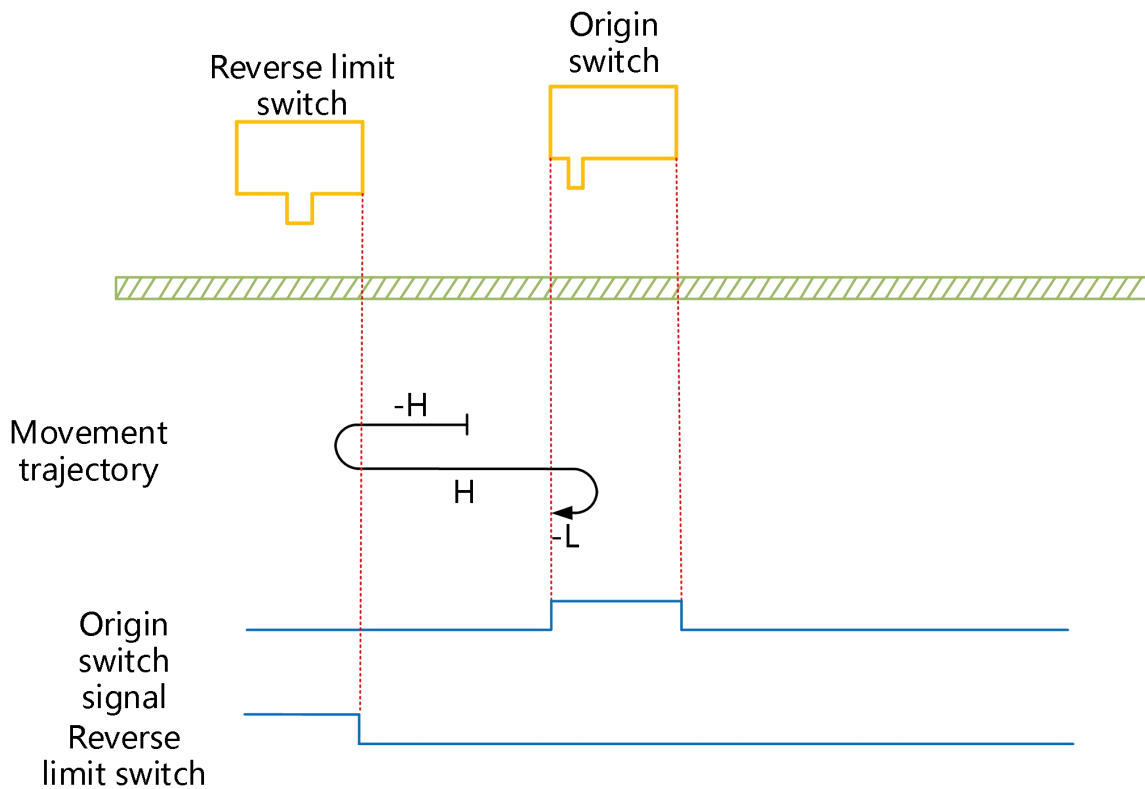 Origin
switch
Reverse limit
switch
-H
Movement
trajectory
H
-L
Origin
switch
signal
Reverse
limit switch